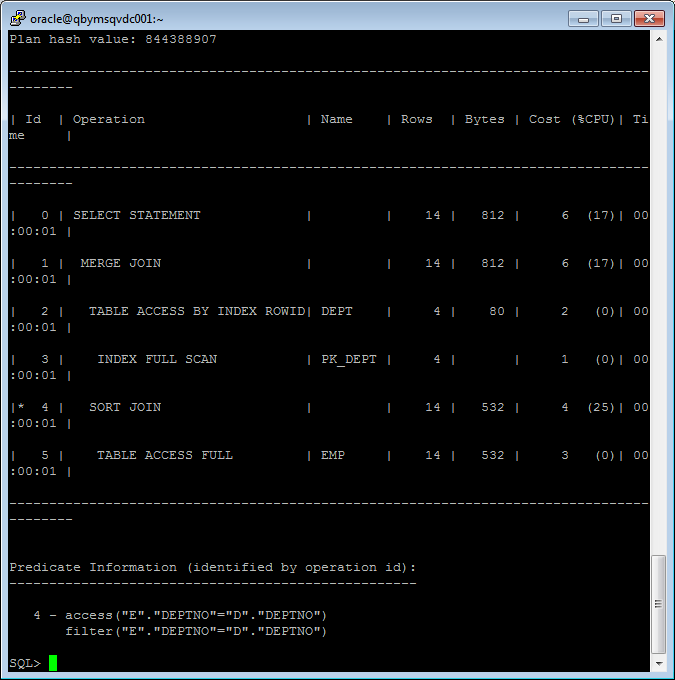 oracle@qbymsqvdc001:~
Plan hash value: 844388907
--------------------------------------------------------------------------------
--------
| Id  | Operation                    | Name    | Rows  | Bytes | Cost (%CPU)| Ti
me     |
--------------------------------------------------------------------------------
--------
|   0 | SELECT STATEMENT             |         |    14 |   812 |     6  (17)| 00
:00:01 |
|   1 |  MERGE JOIN                  |         |    14 |   812 |     6  (17)| 00
:00:01 |
|   2 |   TABLE ACCESS BY INDEX ROWID| DEPT    |     4 |    80 |     2   (0)| 00
:00:01 |
|   3 |    INDEX FULL SCAN           | PK_DEPT |     4 |       |     1   (0)| 00
:00:01 |
|*  4 |   SORT JOIN                  |         |    14 |   532 |     4  (25)| 00
:00:01 |
|   5 |    TABLE ACCESS FULL         | EMP     |    14 |   532 |     3   (0)| 00
:00:01 |
--------------------------------------------------------------------------------
--------
Predicate Information (identified by operation id):
---------------------------------------------------
   4 - access("E"."DEPTNO"="D"."DEPTNO")
       filter("E"."DEPTNO"="D"."DEPTNO")
SQL>